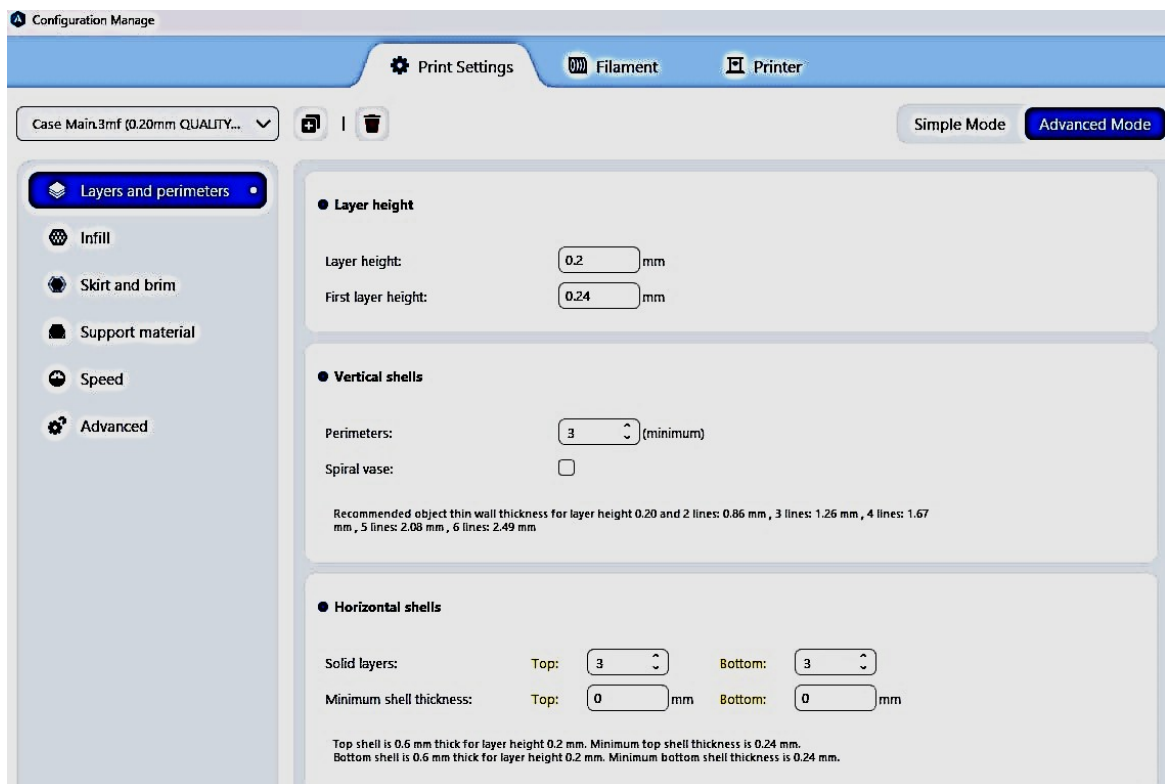 Configuration Manage
Print Settings Filament Printer
Case Main.3mf (0.20mm QUALITY... | Simple Mode Advanced Mode
Layers and perimeters
Infill
Skirt and brim
Support material
Speed
Advanced
Layer height
Layer height: 0.2 mm
First layer height: 0.24 mm
Vertical shells
Perimeters: 3 (minimum)
Spiral vase:
Recommended object thin wall thickness for layer height 0.20 and 2 lines: 0.86 mm , 3 lines: 1.26 mm , 4 lines: 1.67
mm , 5 lines: 2.08 mm , 6 lines: 2.49 mm
Horizontal shells
Solid layers: Top: 3 Bottom: 3
Minimum shell thickness: Top: 0 mm Bottom: 0 mm
Top shell is 0.6 mm thick for layer height 0.2 mm. Minimum top shell thickness is 0.24 mm.
Bottom shell is 0.6 mm thick for layer height 0.2 mm. Minimum bottom shell thickness is 0.24 mm.